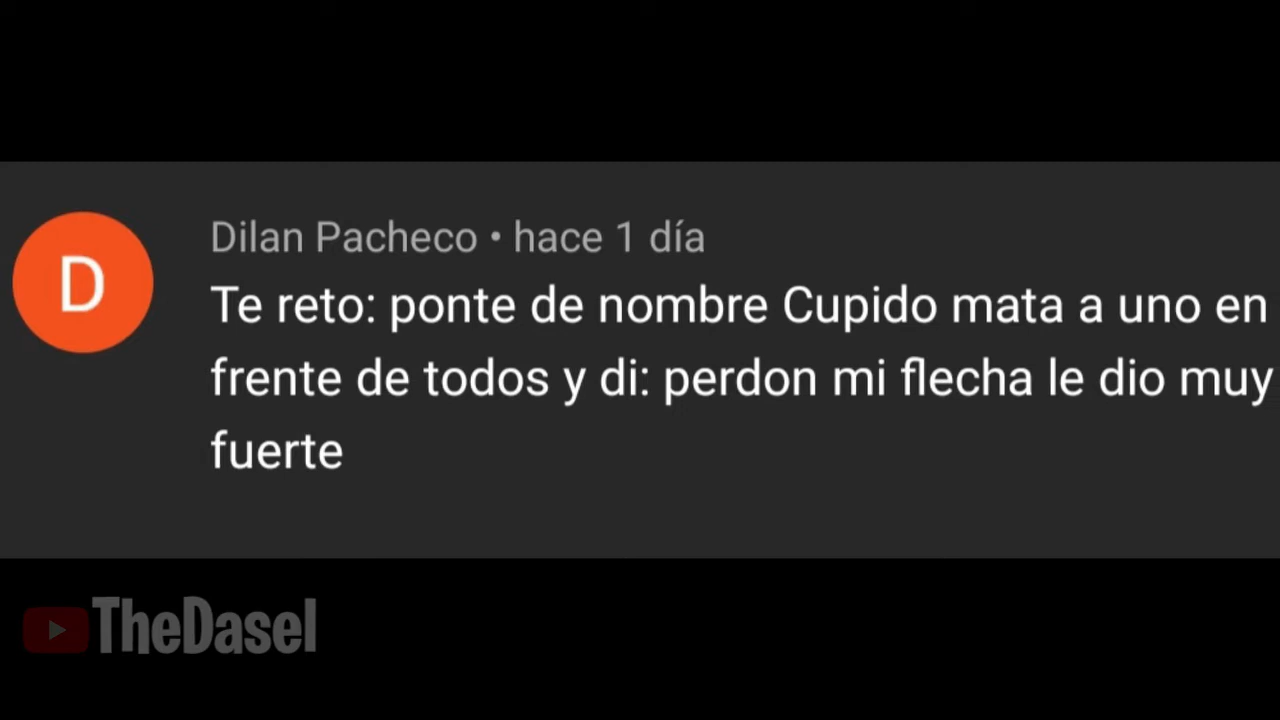 D
Dilan Pacheco • hace 1 día
Te reto: ponte de nombre Cupido mata a uno en
frente de todos y di: perdon mi flecha le dio muy
fuerte
TheDasel